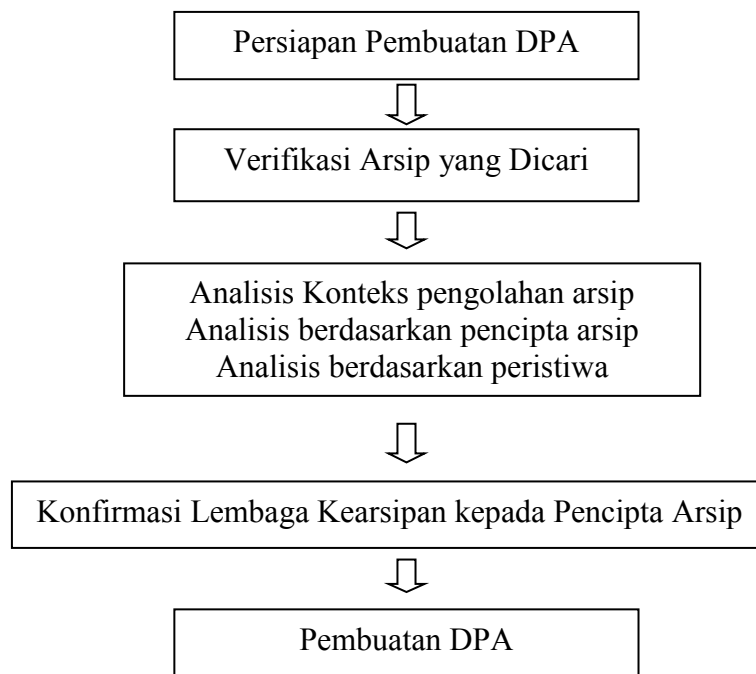 Persiapan Pembuatan DPA
Verifikasi Arsip yang Dicari
Analisis Konteks pengolahan arsip
Analisis berdasarkan pencipta arsip
Analisis berdasarkan peristiwa
Konfirmasi Lembaga Kearsipan kepada Pencipta Arsip
Pembuatan DPA